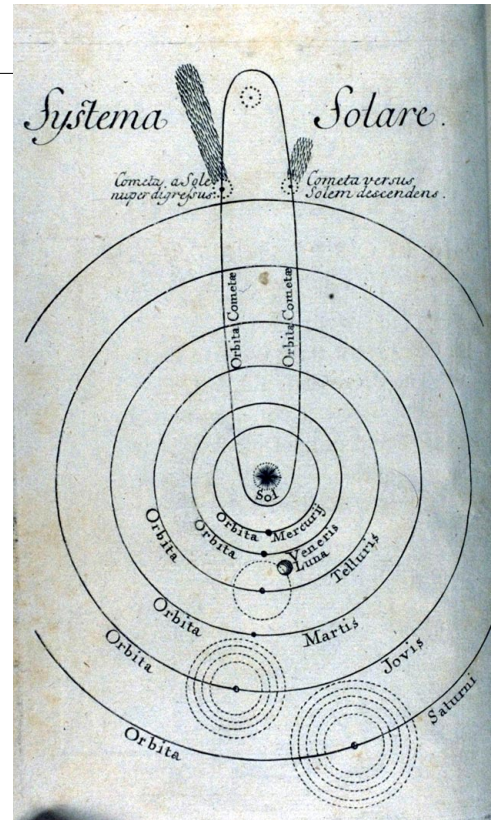 Systema Solare.
Cometa, a Sole
nuper digressus
Cometa versus
Solem descendens.
Orbita Cometæ
Orbita Cometæ
Sol
Orbita Mercurij
Orbita Veneris
Luna
Orbita Telluris
Orbita Martis
Orbita Jovis
Orbita Saturni